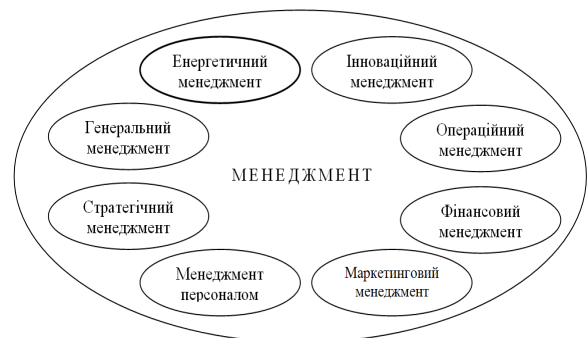 Енергетичний
менеджмент
Інноваційний
менеджмент
Генеральний
менеджмент
Операційний
менеджмент
МЕНЕДЖМЕНТ
Стратегічний
менеджмент
Фінансовий
менеджмент
Менеджмент
персоналом
Маркетинговий
менеджмент